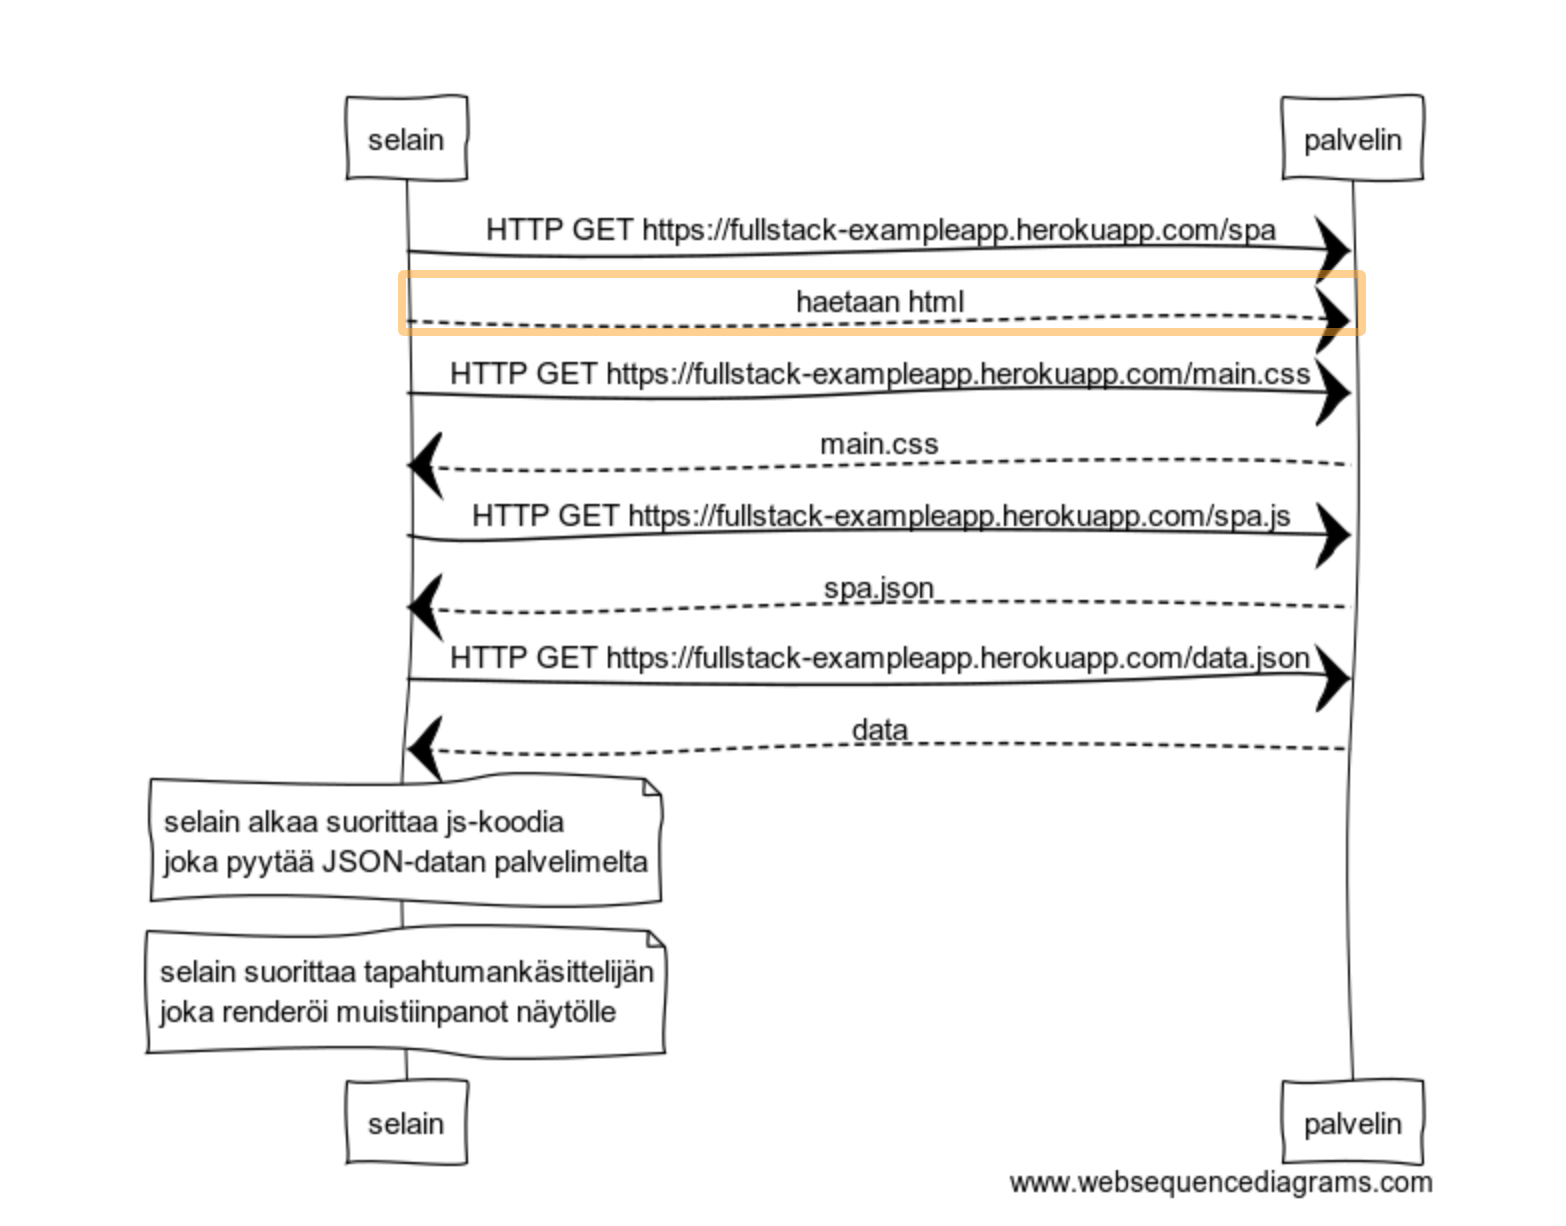 selain
palvelin
HTTP GET https://fullstack-exampleapp.herokuapp.com/spa
haetaan html
HTTP GET https://fullstack-exampleapp.herokuapp.com/main.css
main.css
HTTP GET https://fullstack-exampleapp.herokuapp.com/spa.js
spa.json
HTTP GET https://fullstack-exampleapp.herokuapp.com/data.json
data
selain alkaa suorittaa js-koodia
joka pyytää JSON-datan palvelimelta
selain suorittaa tapahtumankäsittelijän
joka renderöi muistiinpanot näytölle
selain
palvelin
www.websequencediagrams.com